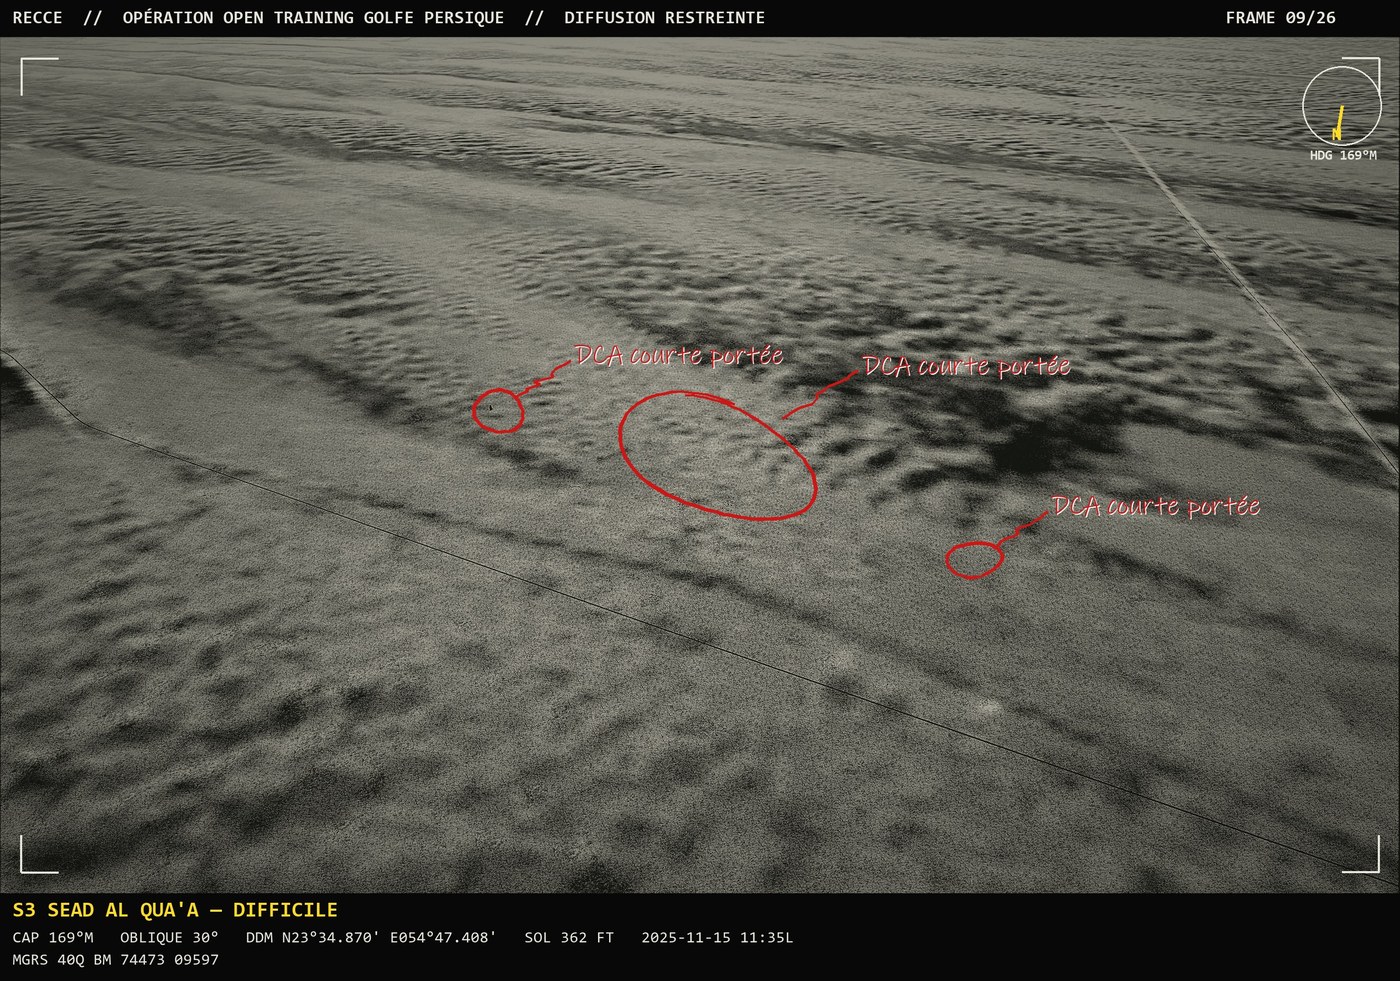 RECCE // OPÉRATION OPEN TRAINING GOLFE PERSIQUE // DIFFUSION RESTREINTE
FRAME 09/26
N
HDG 169°M
DCA courte portée
DCA courte portée
DCA courte portée
S3 SEAD AL QUA'A — DIFFICILE
CAP 169°M OBLIQUE 30° DDM N23°34.870' E054°47.408' SOL 362 FT 2025-11-15 11:35L
MGRS 40Q BM 74473 09597